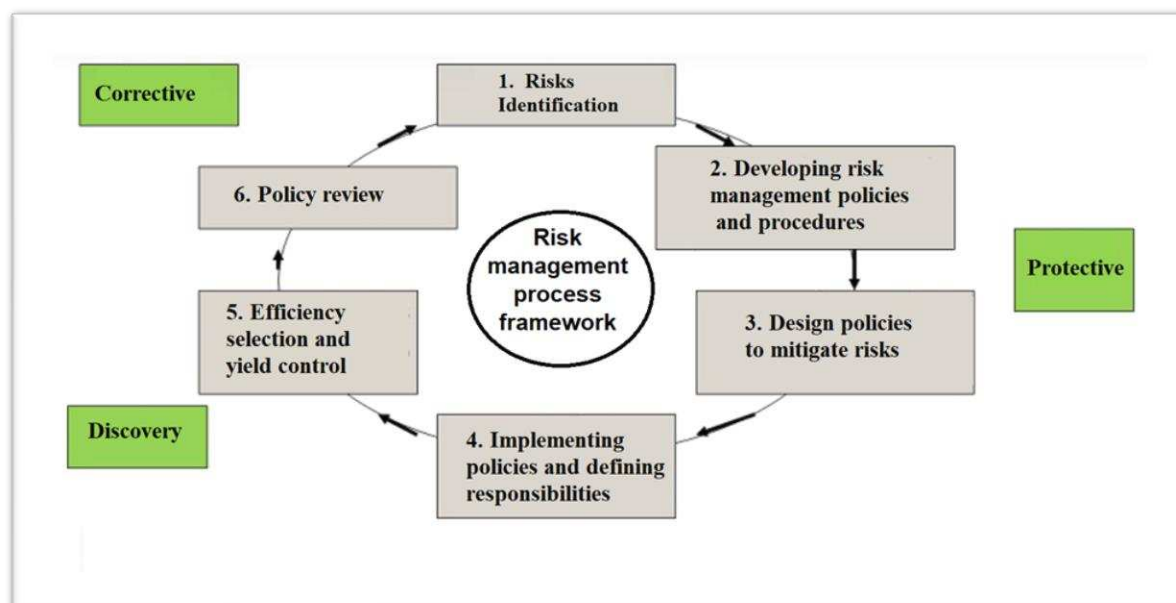 Corrective
1. Risks
Identification
2. Developing risk
management policies
and procedures
6. Policy review
Risk
management
process
framework
Protective
5. Efficiency
selection and
yield control
3. Design policies
to mitigate risks
Discovery
4. Implementing
policies and defining
responsibilities